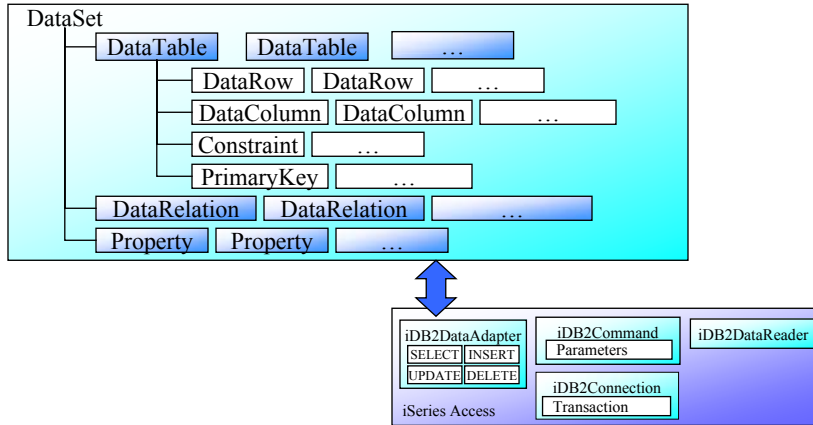 DataSet
DataTable DataTable ...
DataRow DataRow ...
DataColumn DataColumn ...
Constraint ...
PrimaryKey ...
DataRelation DataRelation ...
Property Property ...
iDB2DataAdapter
SELECT INSERT
UPDATE DELETE
iDB2Command
Parameters
iDB2DataReader
iDB2Connection
Transaction
iSeries Access